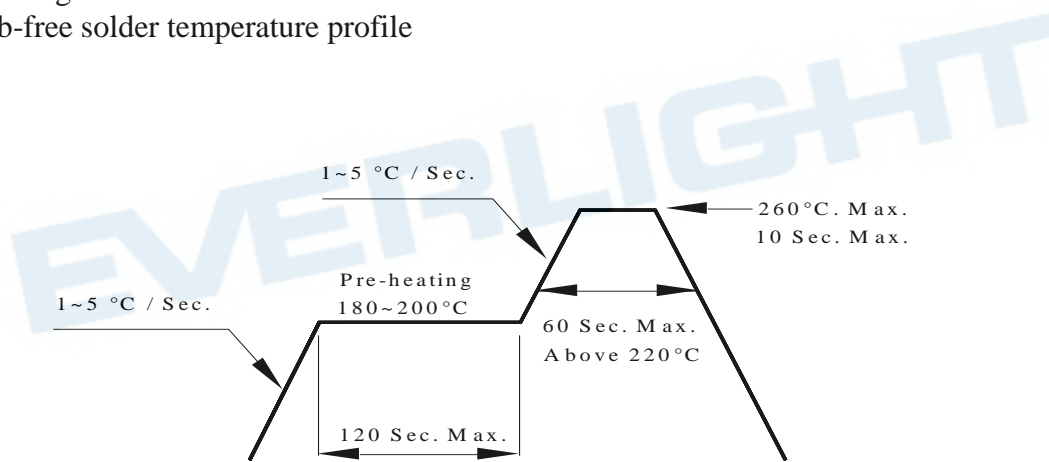 b-free solder temperature profile
EVERLIGHT
1~5 °C / Sec.
260°C. Max.
10 Sec. Max.
Pre-heating
180~200°C
1~5 °C / Sec.
60 Sec. Max.
Above 220°C
120 Sec. Max.